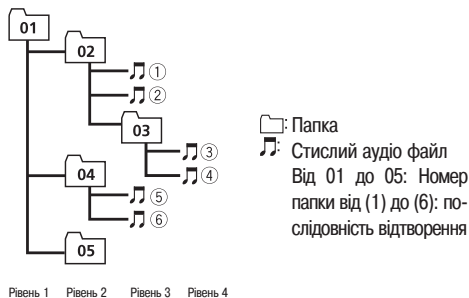 01
02
①
②
03
③
④
04
⑤
⑥
05
Рівень 1 Рівень 2 Рівень 3 Рівень 4
: Папка
: Стислий аудіо файл
Від 01 до 05: Номер
папки від (1) до (6): по-
слідовність відтворення